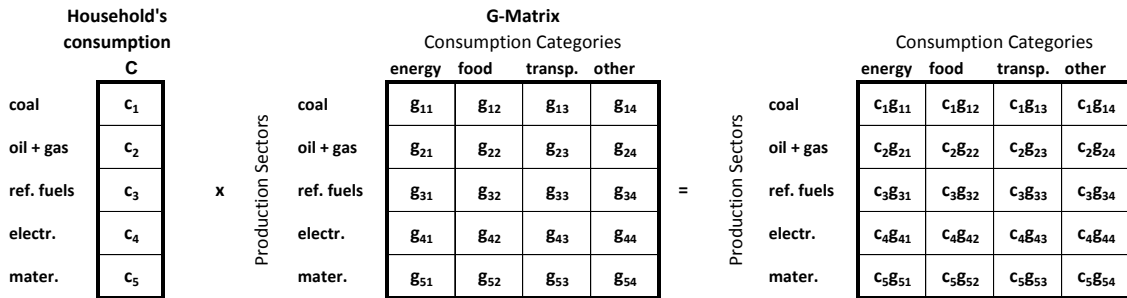 Household's consumption C
G-Matrix
Consumption Categories
Consumption Categories
energy food transp. other
energy food transp. other
Production Sectors
Production Sectors
coal c1 coal g11 g12 g13 g14 coal c1g11 c1g12 c1g13 c1g14
oil + gas c2 oil + gas g21 g22 g23 g24 oil + gas c2g21 c2g22 c2g23 c2g24
ref. fuels c3 x ref. fuels g31 g32 g33 g34 = ref. fuels c3g31 c3g32 c3g33 c3g34
electr. c4 electr. g41 g42 g43 g44 electr. c4g41 c4g42 c4g43 c4g44
mater. c5 mater. g51 g52 g53 g54 mater. c5g51 c5g52 c5g53 c5g54